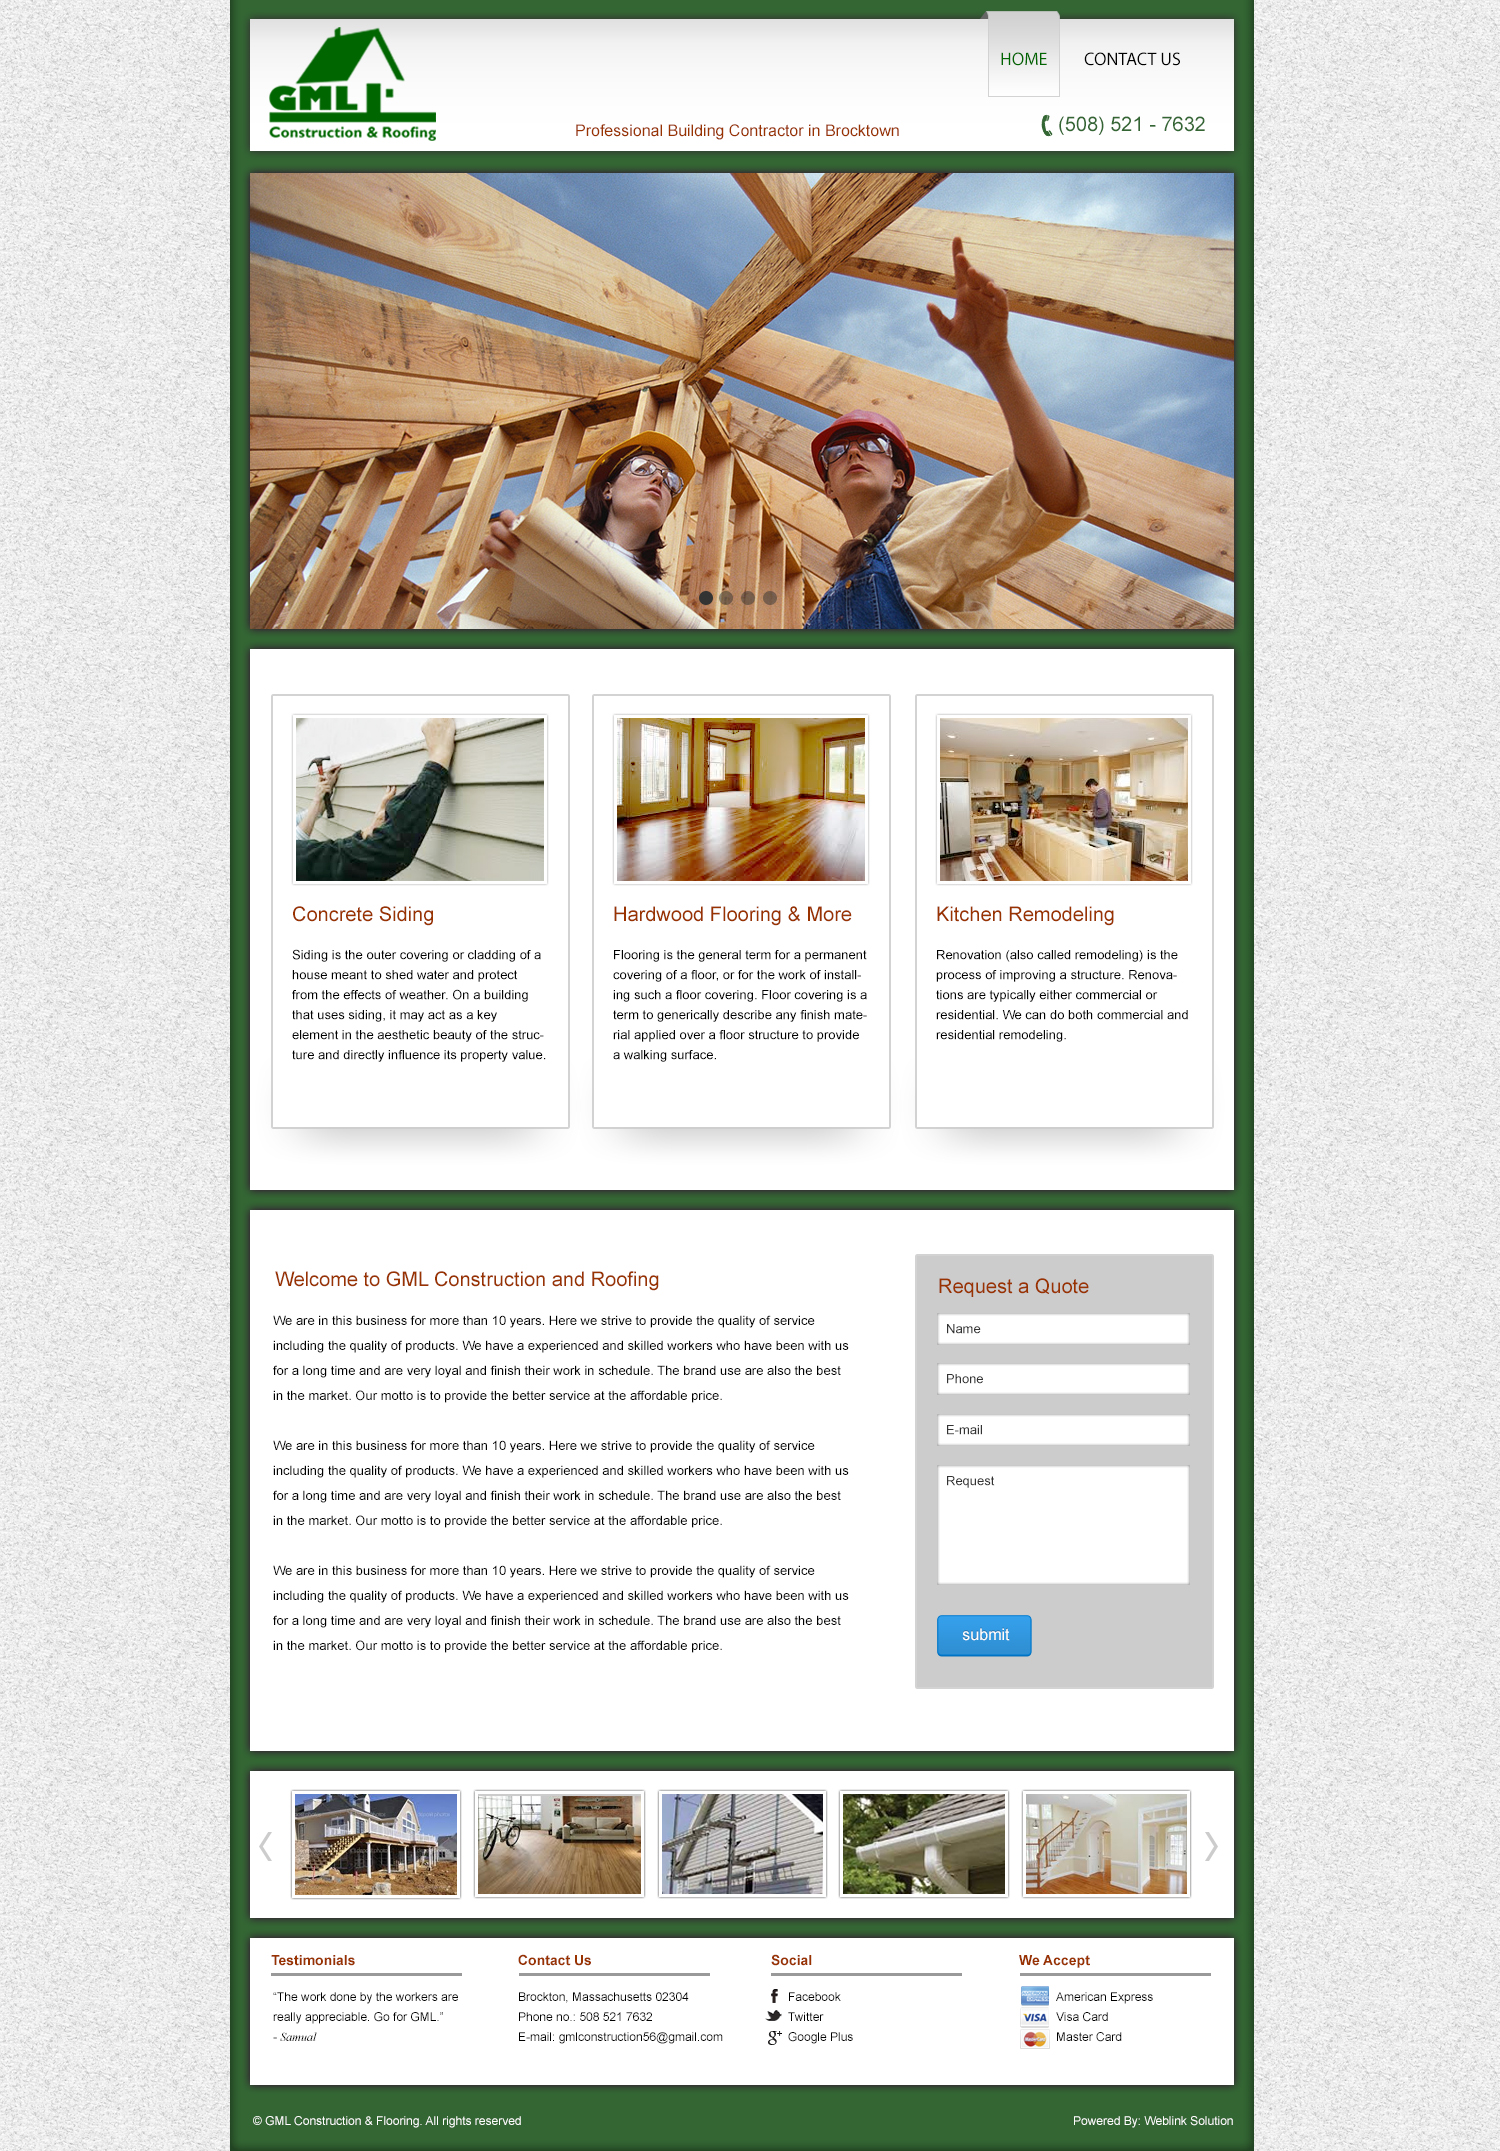 HOME
CONTACT US
GML
Construction & Roofing
Professional Building Contractor in Brocktown
(508) 521 - 7632
Concrete Siding
Siding is the outer covering or cladding of a
house meant to shed water and protect
from the effects of weather. On a building
that uses siding, it may act as a key
element in the aesthetic beauty of the struc-
ture and directly influence its property value.
Hardwood Flooring & More
Flooring is the general term for a permanent
covering of a floor, or for the work of install-
ing such a floor covering. Floor covering is a
term to generically describe any finish mate-
rial applied over a floor structure to provide
a walking surface.
Kitchen Remodeling
Renovation (also called remodeling) is the
process of improving a structure. Renova-
tions are typically either commercial or
residential. We can do both commercial and
residential remodeling.
Welcome to GML Construction and Roofing
We are in this business for more than 10 years. Here we strive to provide the quality of service
including the quality of products. We have a experienced and skilled workers who have been with us
for a long time and are very loyal and finish their work in schedule. The brand use are also the best
in the market. Our motto is to provide the better service at the affordable price.
We are in this business for more than 10 years. Here we strive to provide the quality of service
including the quality of products. We have a experienced and skilled workers who have been with us
for a long time and are very loyal and finish their work in schedule. The brand use are also the best
in the market. Our motto is to provide the better service at the affordable price.
We are in this business for more than 10 years. Here we strive to provide the quality of service
including the quality of products. We have a experienced and skilled workers who have been with us
for a long time and are very loyal and finish their work in schedule. The brand use are also the best
in the market. Our motto is to provide the better service at the affordable price.
Request a Quote
Name
Phone
E-mail
Request
submit
Testimonials
“The work done by the workers are
really appreciable. Go for GML.”
- Samual
Contact Us
Brockton, Massachusetts 02304
Phone no.: 508 521 7632
E-mail: gmlconstruction56@gmail.com
Social
Facebook
Twitter
Google Plus
We Accept
American Express
VISA Visa Card
Master Card
© GML Construction & Flooring. All rights reserved
Powered By: Weblink Solution